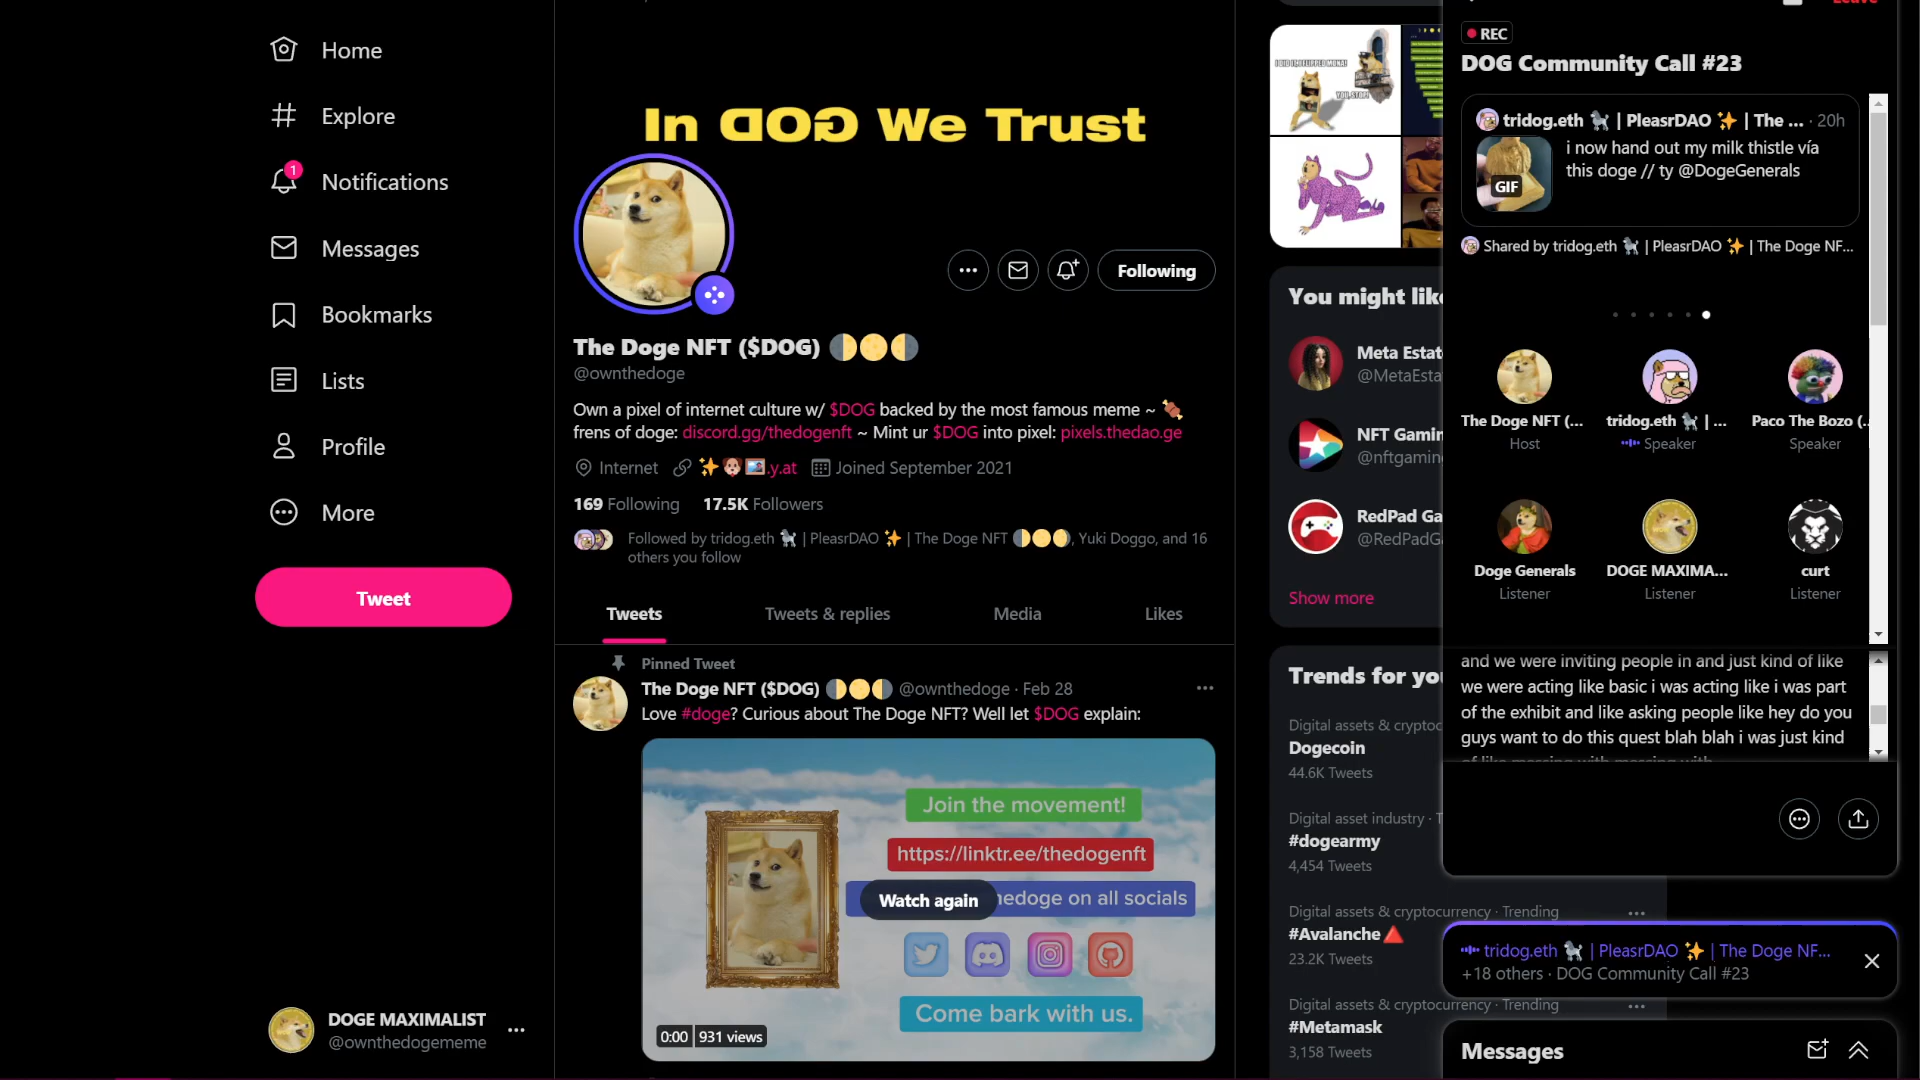 Home
Explore
1
Notifications
Messages
Bookmarks
Lists
Profile
More
Tweet
DOGE MAXIMALIST
@ownthedogememe
In DOG We Trust
Following
The Doge NFT ($DOG)
@ownthedoge
Own a pixel of internet culture w/ $DOG backed by the most famous meme ~
frens of doge: discord.gg/thedogenft ~ Mint ur $DOG into pixel: pixels.thedao.ge
Internet .y.at Joined September 2021
169 Following 17.5K Followers
Followed by tridog.eth | PleasrDAO | The Doge NFT , Yuki Doggo, and 16
others you follow
Tweets Tweets & replies Media Likes
Pinned Tweet
The Doge NFT ($DOG) @ownthedoge · Feb 28
Love #doge? Curious about The Doge NFT? Well let $DOG explain:
Join the movement!
https://linktr.ee/thedogenft
Watch again
hedoge on all socials
Come bark with us.
0:00 931 views
You might like
Meta Estat
@MetaEsta
NFT Gamin
@nftgamin
RedPad Ga
@RedPadGa
Show more
Trends for you
Digital assets & cryptoc
Dogecoin
44.6K Tweets
Digital asset industry · T
#dogearmy
4,454 Tweets
Digital assets & cryptocurrency · Trending
#Avalanche
23.2K Tweets
Digital assets & cryptocurrency · Trending
#Metamask
3,158 Tweets
Leave
REC
DOG Community Call #23
tridog.eth | PleasrDAO | The ... · 20h
i now hand out my milk thistle vía
this doge // ty @DogeGenerals
GIF
Shared by tridog.eth | PleasrDAO | The Doge NF...
The Doge NFT (...
Host
tridog.eth | ...
Speaker
Paco The Bozo (..
Speaker
Doge Generals
Listener
DOGE MAXIMA...
Listener
curt
Listener
and we were inviting people in and just kind of like
we were acting like basic i was acting like i was part
of the exhibit and like asking people like hey do you
guys want to do this quest blah blah i was just kind
tridog.eth | PleasrDAO | The Doge NF...
+18 others · DOG Community Call #23
Messages